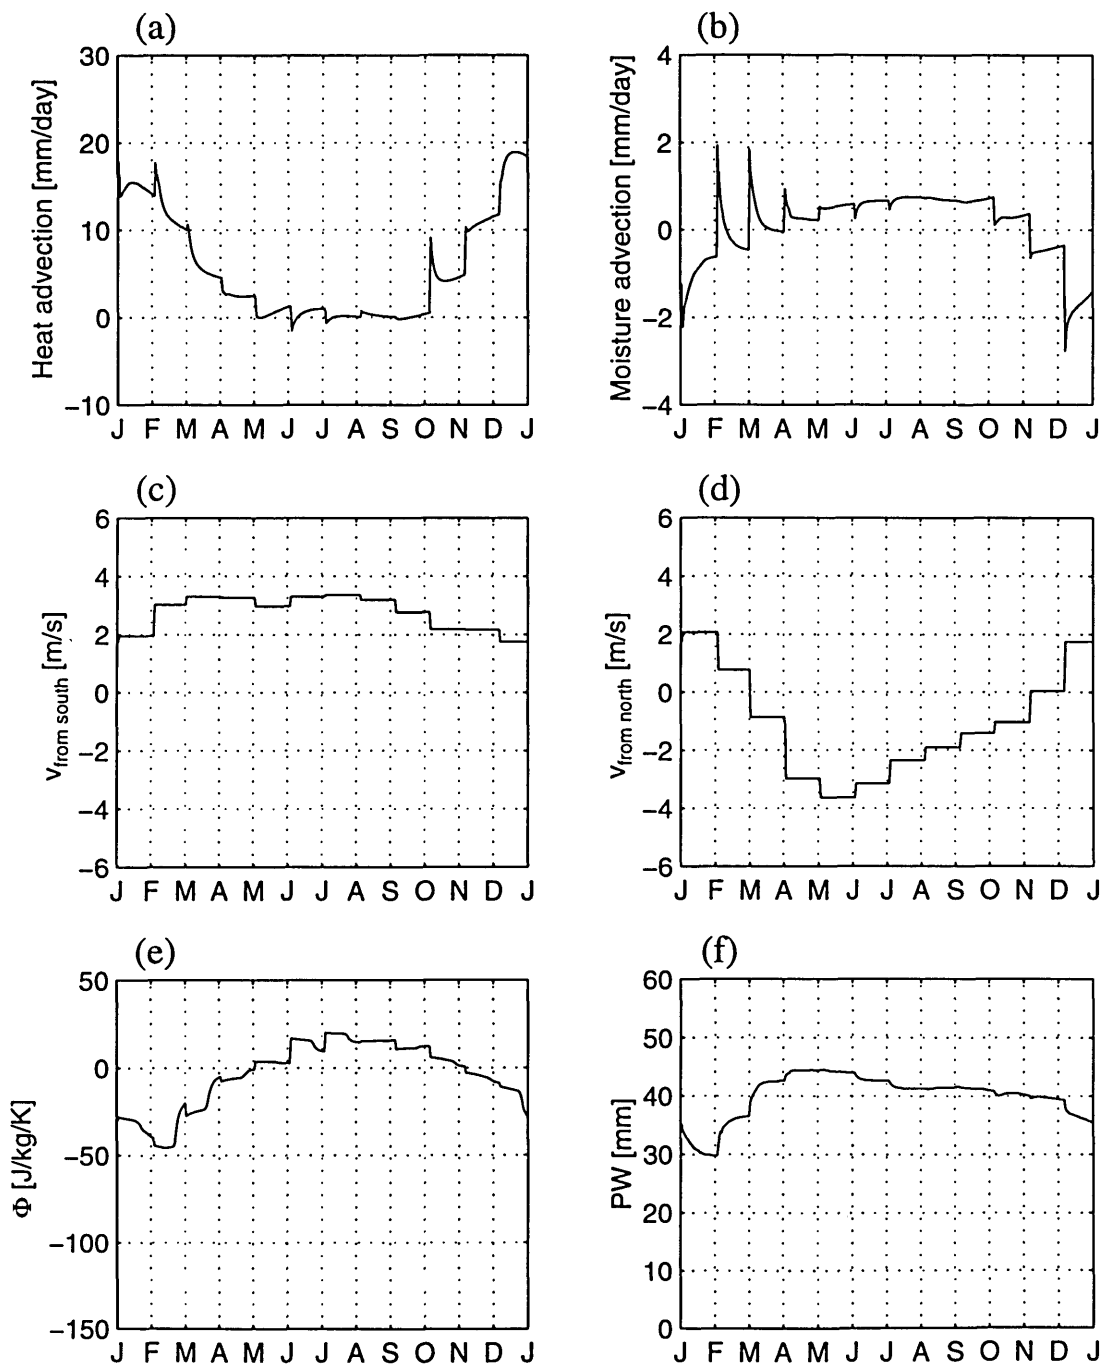 (a)
30
20
10
0
−10
Heat advection [mm/day]
J F M A M J J A S O N D J
(b)
4
2
0
−2
−4
Moisture advection [mm/day]
J F M A M J J A S O N D J
(c)
6
4
2
0
−2
−4
−6
v from south [m/s]
J F M A M J J A S O N D J
(d)
6
4
2
0
−2
−4
−6
v from north [m/s]
J F M A M J J A S O N D J
(e)
50
0
−50
−100
−150
Φ [J/kg/K]
J F M A M J J A S O N D J
(f)
60
50
40
30
20
10
0
PW [mm]
J F M A M J J A S O N D J